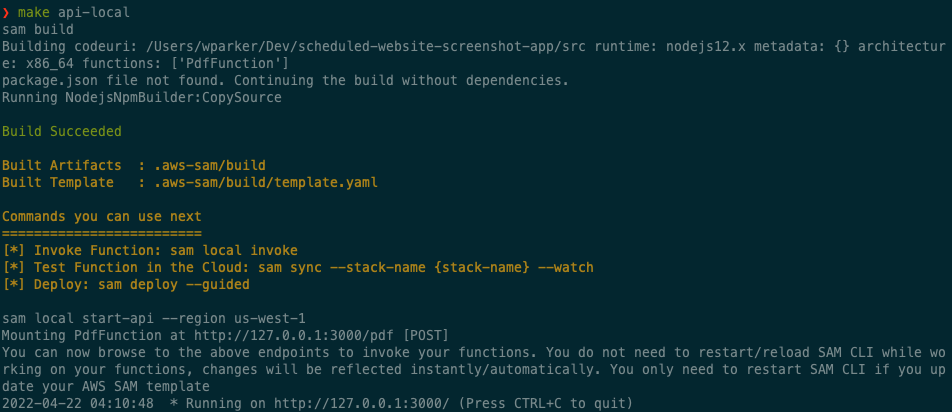 ❯ make api-local
sam build
Building codeuri: /Users/wparker/Dev/scheduled-website-screenshot-app/src runtime: nodejs12.x metadata: {} architectur
e: x86_64 functions: ['PdfFunction']
package.json file not found. Continuing the build without dependencies.
Running NodejsNpmBuilder:CopySource
Build Succeeded
Built Artifacts  : .aws-sam/build
Built Template   : .aws-sam/build/template.yaml
Commands you can use next
=========================
[*] Invoke Function: sam local invoke
[*] Test Function in the Cloud: sam sync --stack-name {stack-name} --watch
[*] Deploy: sam deploy --guided
sam local start-api --region us-west-1
Mounting PdfFunction at http://127.0.0.1:3000/pdf [POST]
You can now browse to the above endpoints to invoke your functions. You do not need to restart/reload SAM CLI while wo
rking on your functions, changes will be reflected instantly/automatically. You only need to restart SAM CLI if you up
date your AWS SAM template
2022-04-22 04:10:48  * Running on http://127.0.0.1:3000/ (Press CTRL+C to quit)